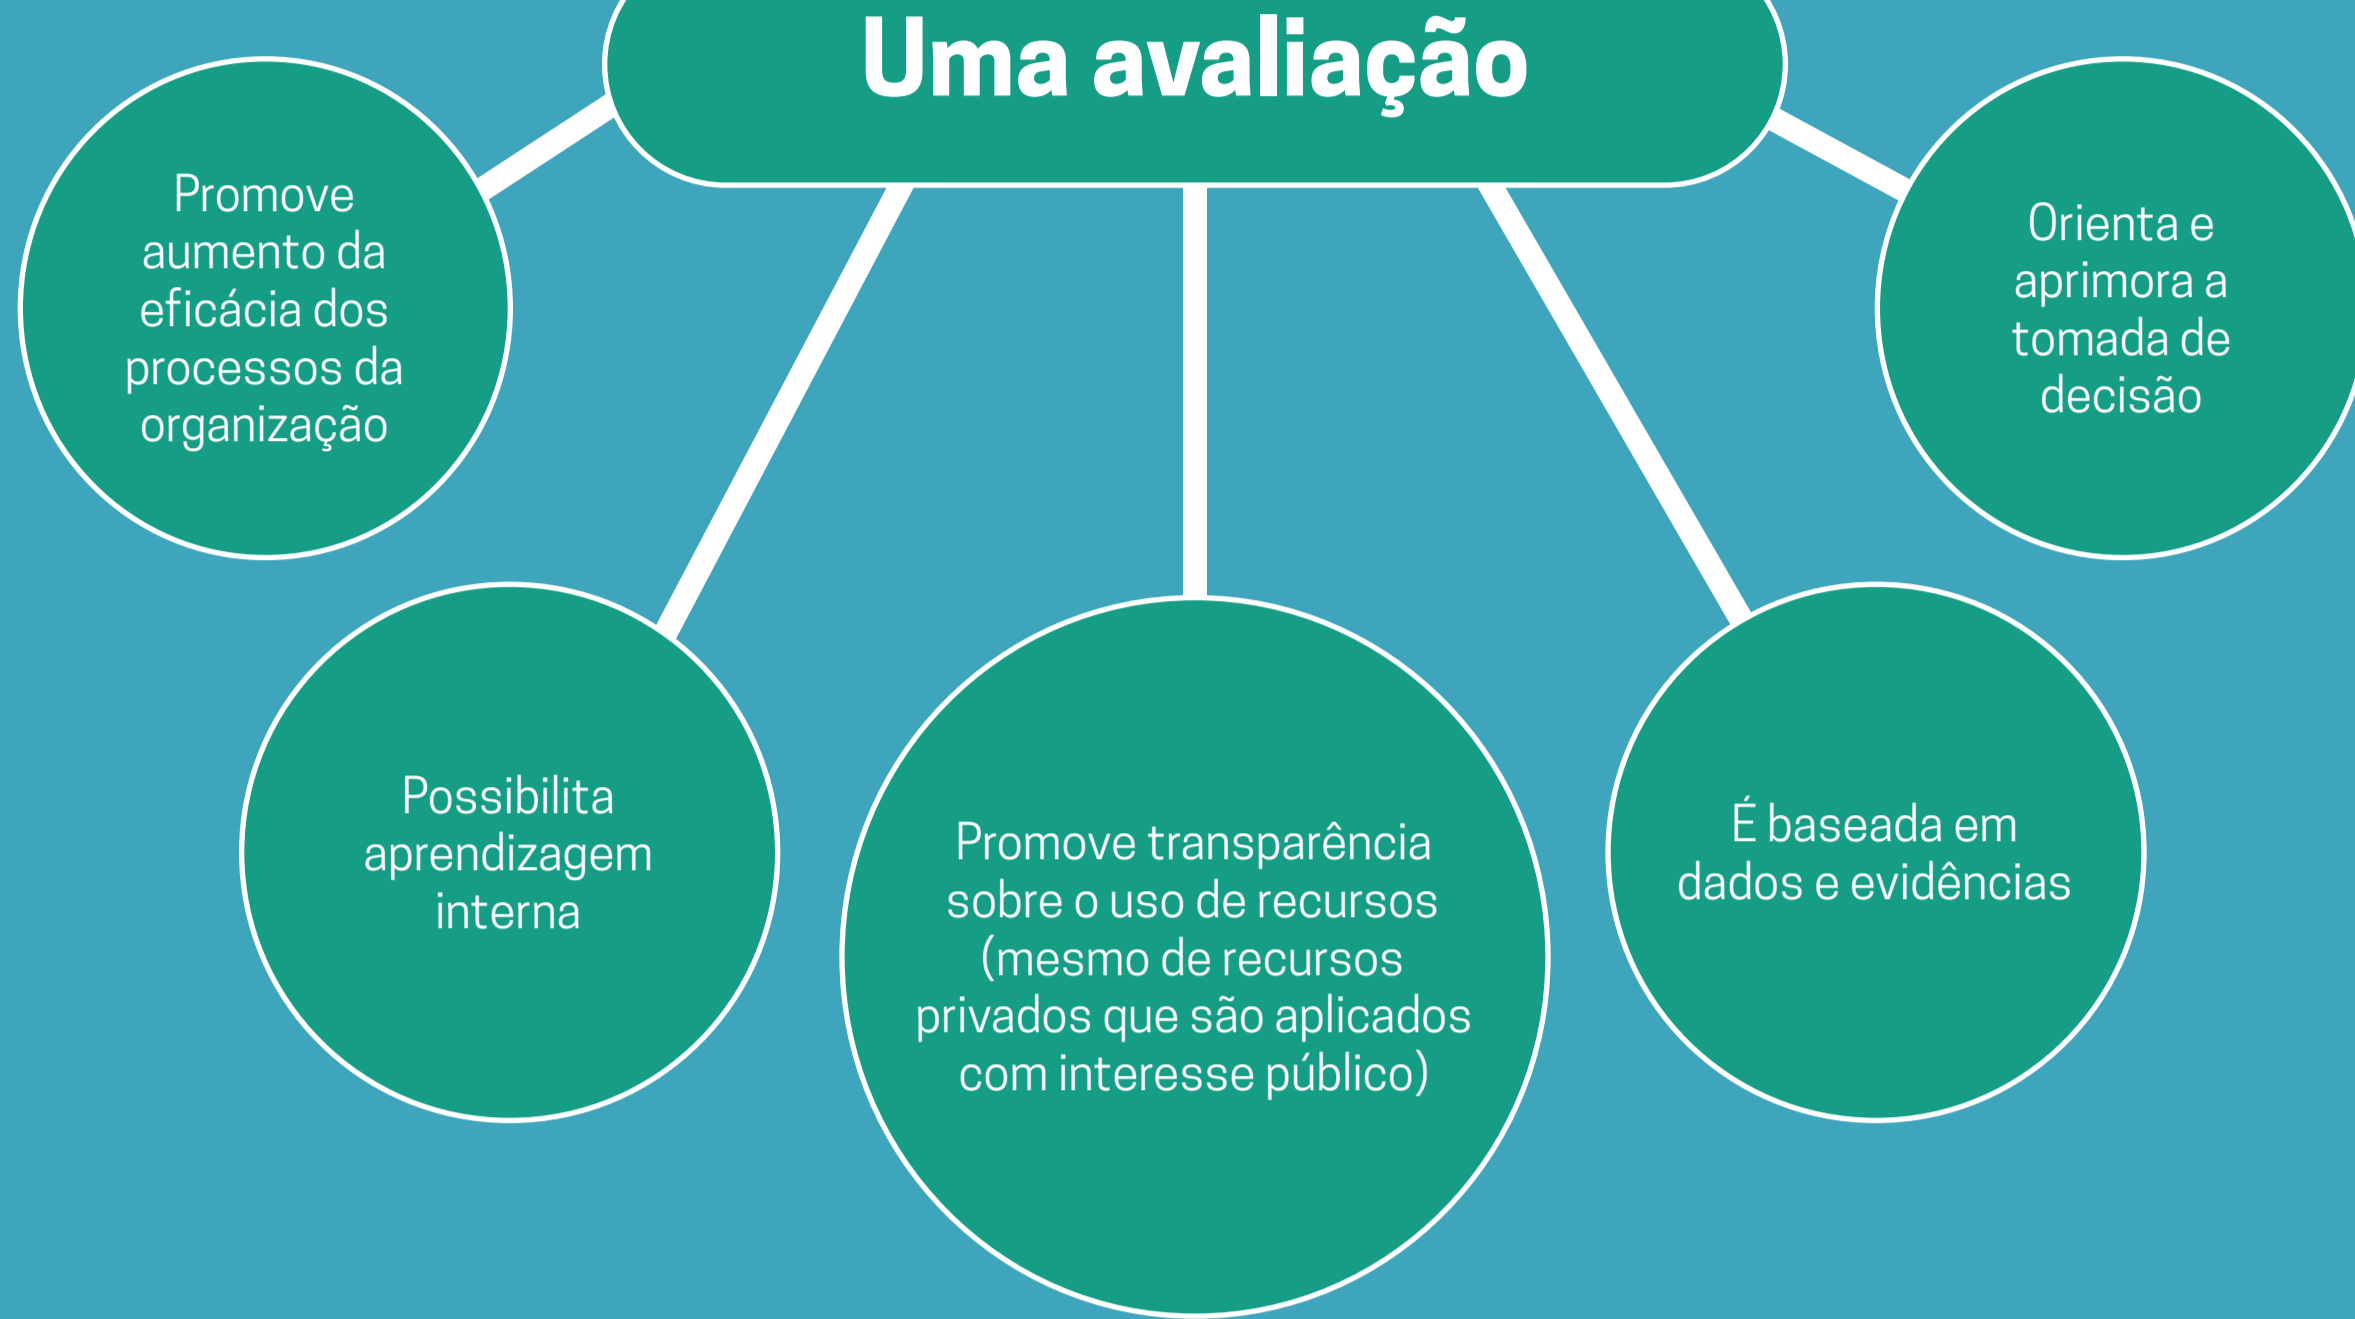 Uma avaliação
Promove
aumento da
eficácia dos
processos da
organização
Possibilita
aprendizagem
interna
Promove transparência
sobre o uso de recursos
(mesmo de recursos
privados que são aplicados
com interesse público)
É baseada em
dados e evidências
Orienta e
aprimora a
tomada de
decisão